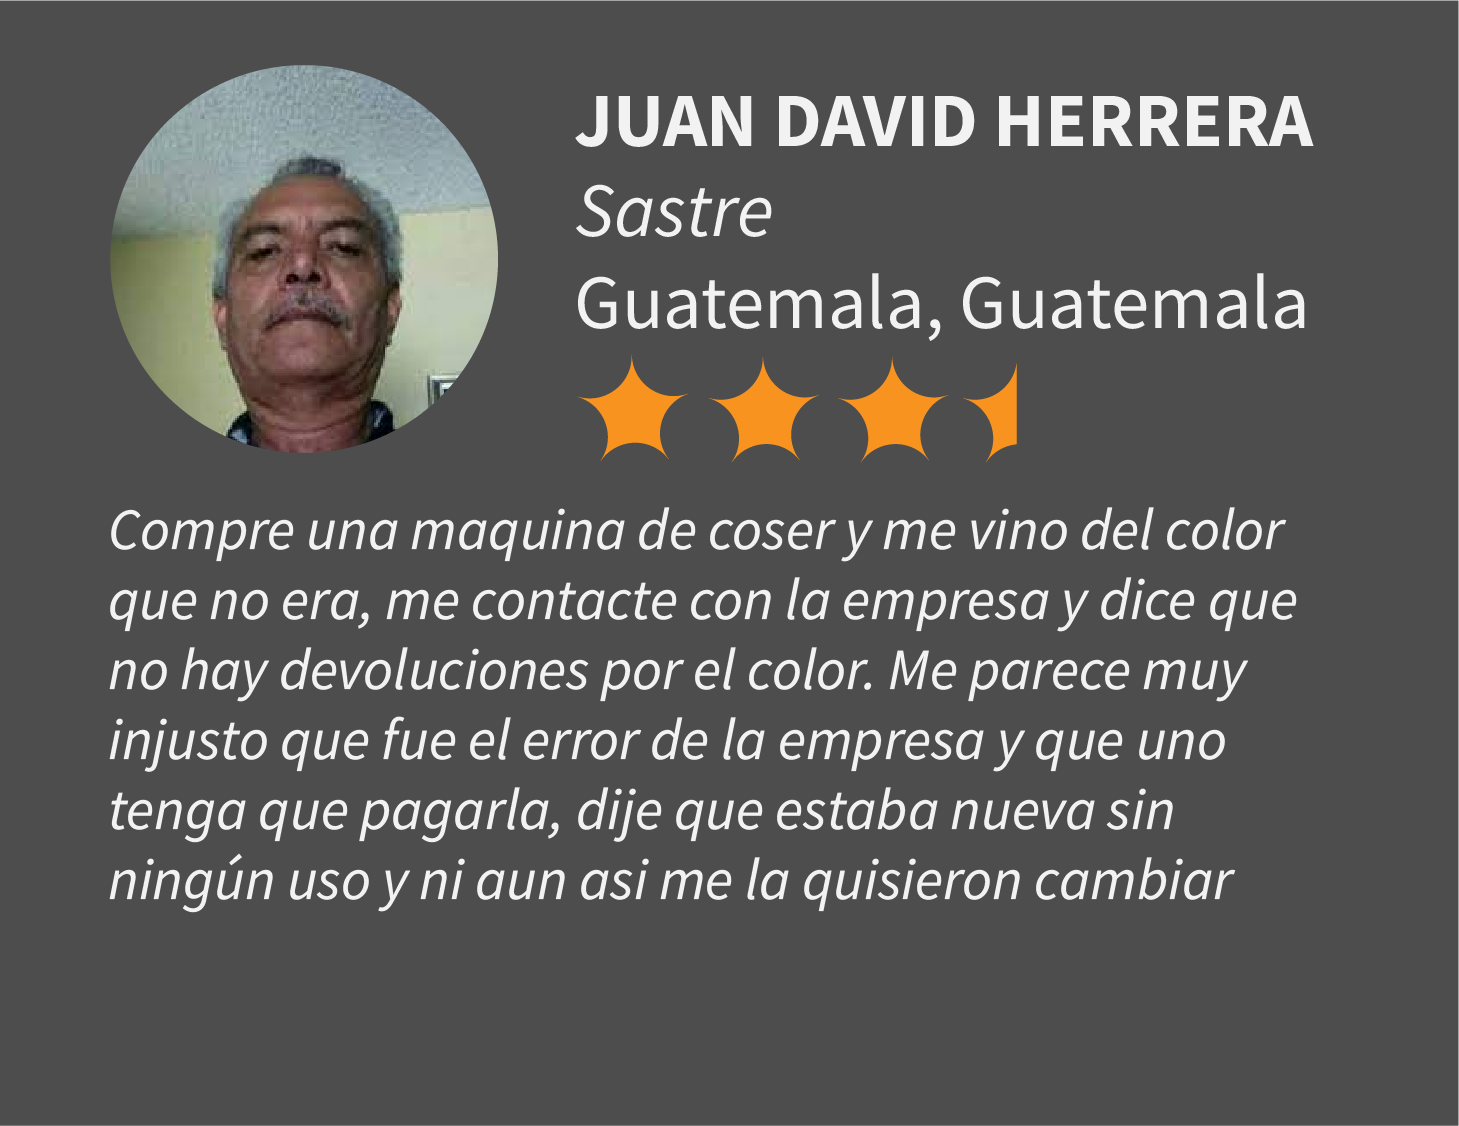 JUAN DAVID HERRERA
Sastre
Guatemala, Guatemala
Compre una maquina de coser y me vino del color
que no era, me contacte con la empresa y dice que
no hay devoluciones por el color. Me parece muy
injusto que fue el error de la empresa y que uno
tenga que pagarla, dije que estaba nueva sin
ningún uso y ni aun asi me la quisieron cambiar